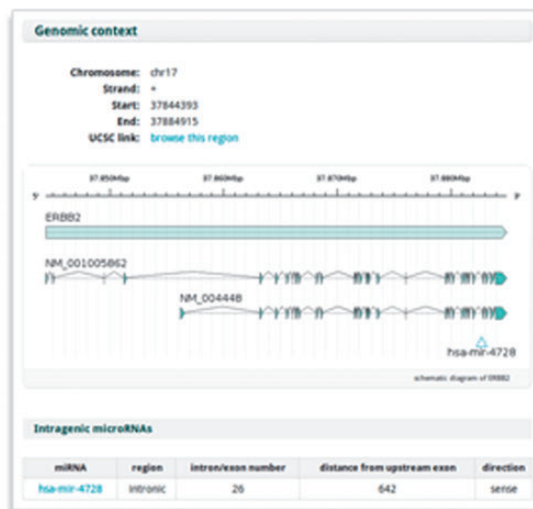 Genomic context
Chromosome: chr17
Strand: +
Start: 37844393
End: 37884915
UCSC link: browse this region
37.850Mbp 37.860Mbp 37.870Mbp 37.880Mbp
ERBB2
NM_001005862
NM_004448
hsa-mir-4728
schematic diagram of ERBB2
Intragenic microRNAs
miRNA region intron/exon number distance from upstream exon direction
hsa-mir-4728 intronic 26 642 sense